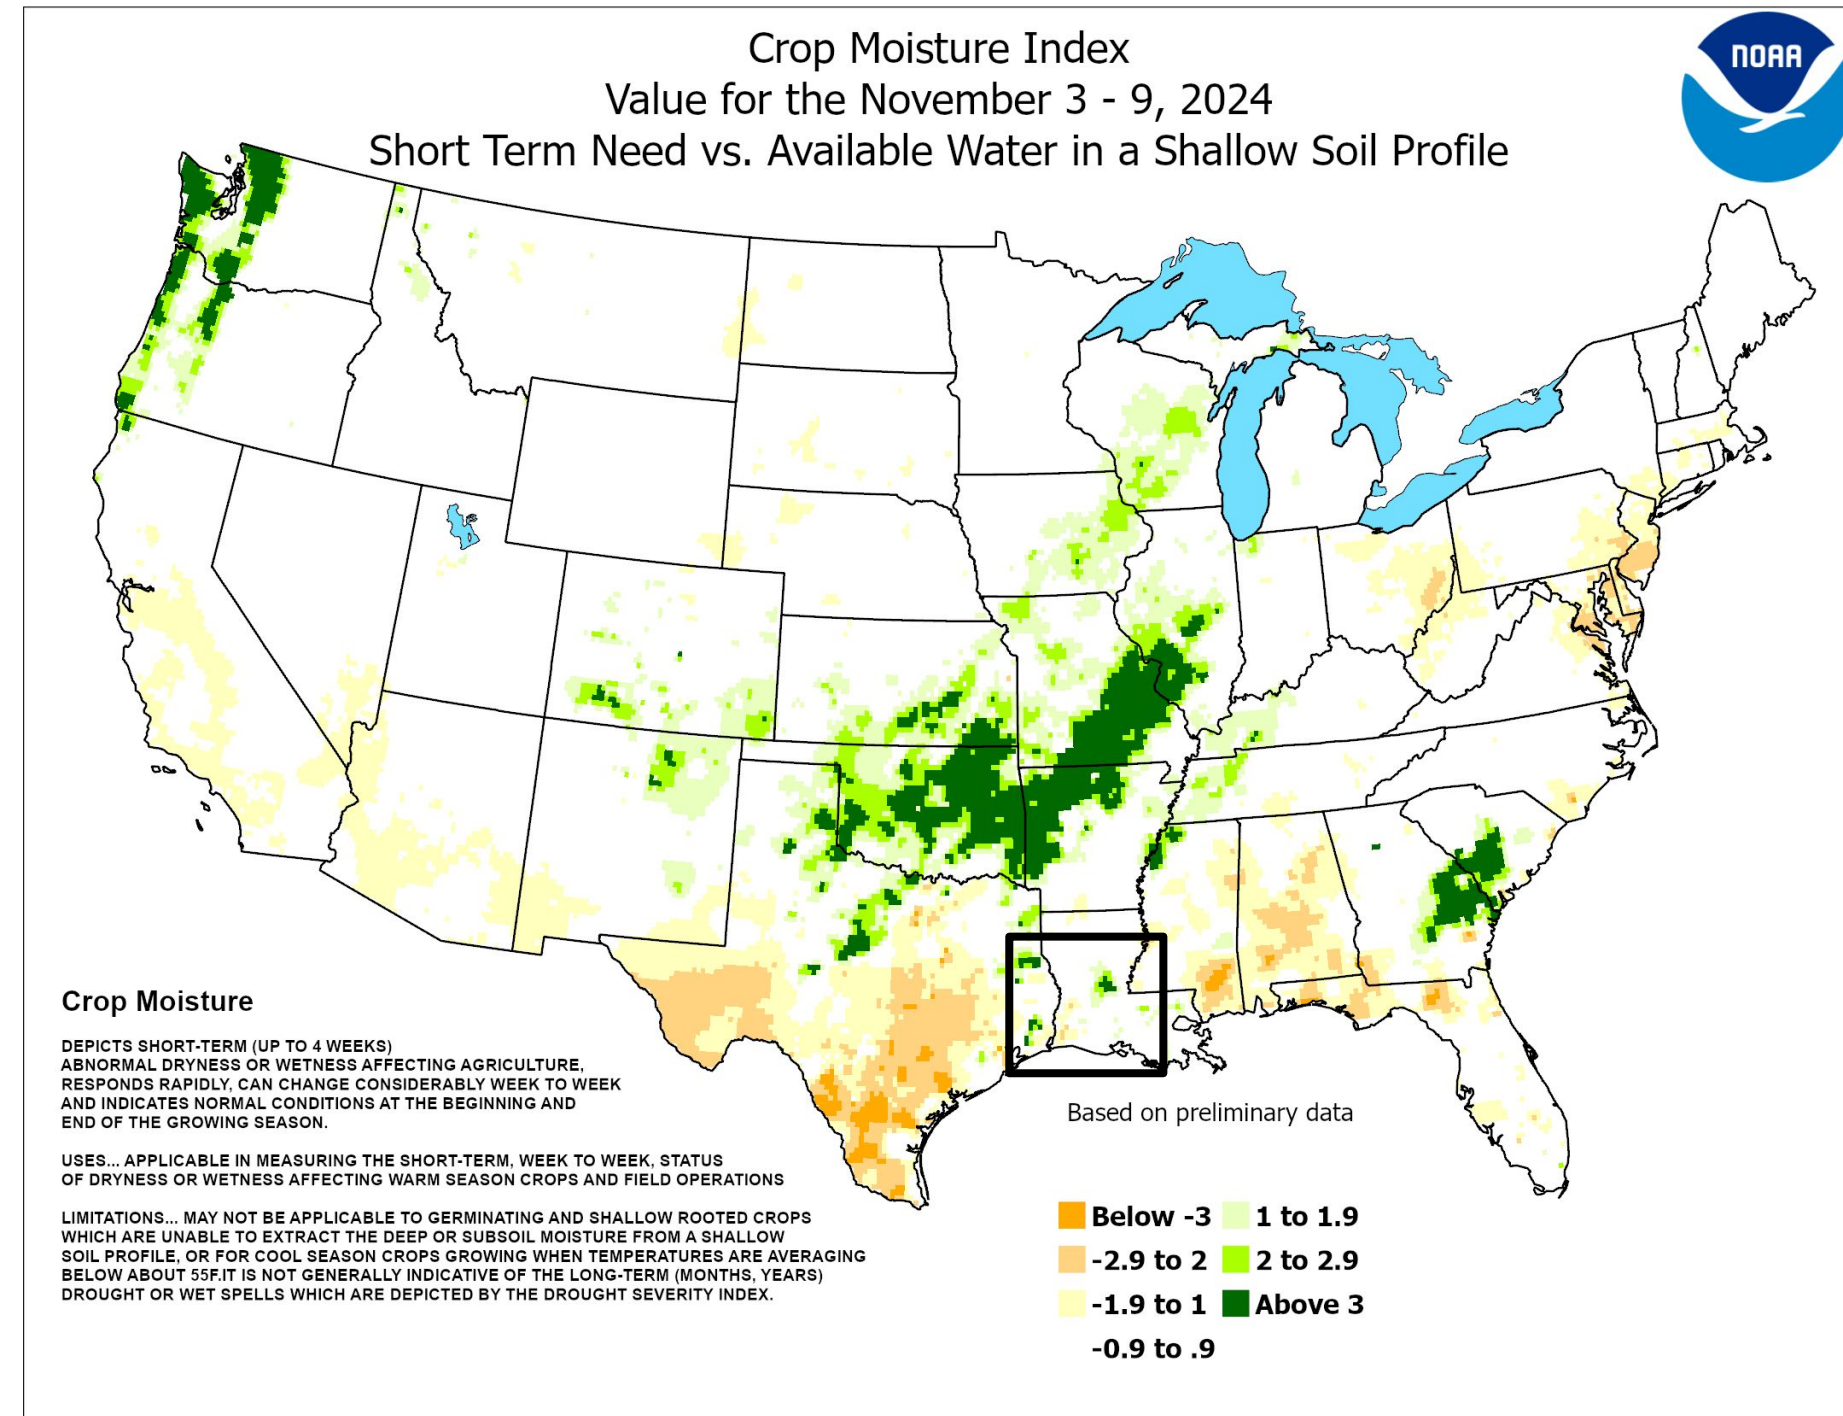 Crop Moisture Index
Value for the November 3 - 9, 2024
Short Term Need vs. Available Water in a Shallow Soil Profile
NOAA
Crop Moisture
DEPICTS SHORT-TERM (UP TO 4 WEEKS)
ABNORMAL DRYNESS OR WETNESS AFFECTING AGRICULTURE,
RESPONDS RAPIDLY, CAN CHANGE CONSIDERABLY WEEK TO WEEK
AND INDICATES NORMAL CONDITIONS AT THE BEGINNING AND
END OF THE GROWING SEASON.
USES... APPLICABLE IN MEASURING THE SHORT-TERM, WEEK TO WEEK, STATUS
OF DRYNESS OR WETNESS AFFECTING WARM SEASON CROPS AND FIELD OPERATIONS
LIMITATIONS... MAY NOT BE APPLICABLE TO GERMINATING AND SHALLOW ROOTED CROPS
WHICH ARE UNABLE TO EXTRACT THE DEEP OR SUBSOIL MOISTURE FROM A SHALLOW
SOIL PROFILE, OR FOR COOL SEASON CROPS GROWING WHEN TEMPERATURES ARE AVERAGING
BELOW ABOUT 55F.IT IS NOT GENERALLY INDICATIVE OF THE LONG-TERM (MONTHS, YEARS)
DROUGHT OR WET SPELLS WHICH ARE DEPICTED BY THE DROUGHT SEVERITY INDEX.
Based on preliminary data
Below -3 1 to 1.9
-2.9 to 2 2 to 2.9
-1.9 to 1 Above 3
-0.9 to .9